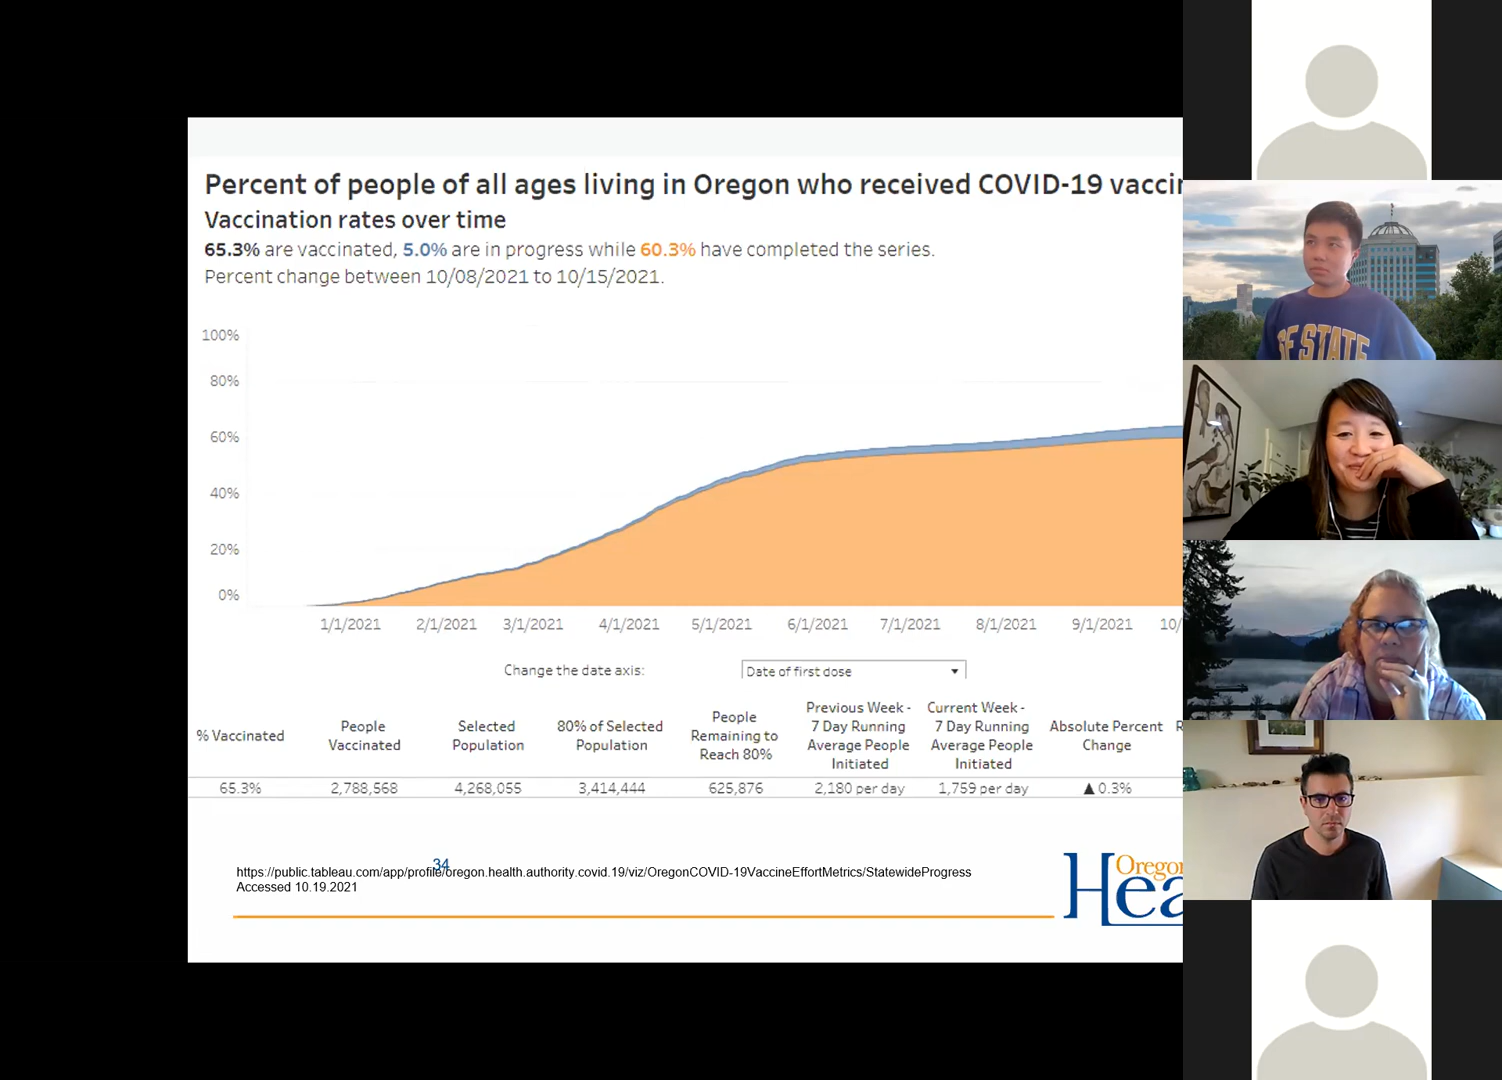 Percent of people of all ages living in Oregon who received COVID-19
Vaccination rates over time
65.3% are vaccinated, 5.0% are in progress while 60.3% have completed the series.
Percent change between 10/08/2021 to 10/15/2021.
100%
80%
60%
40%
20%
0%
1/1/2021 2/1/2021 3/1/2021 4/1/2021 5/1/2021 6/1/2021 7/1/2021 8/1/2021 9/1/2021 10/
Change the date axis: Date of first dose
% Vaccinated
People
Vaccinated
Selected
Population
80% of Selected
Population
People
Remaining to
Reach 80%
Previous Week -
7 Day Running
Average People
Initiated
Current Week -
7 Day Running
Average People
Initiated
Absolute Percent
Change
65.3% 2,788,568 4,268,055 3,414,444 625,876 2,180 per day 1,759 per day ▲ 0.3%
34
https://public.tableau.com/app/profile/oregon.health.authority.covid.19/viz/OregonCOVID-19VaccineEffortMetrics/StatewideProgress
Accessed 10.19.2021
Orego
Hea
SF STATE